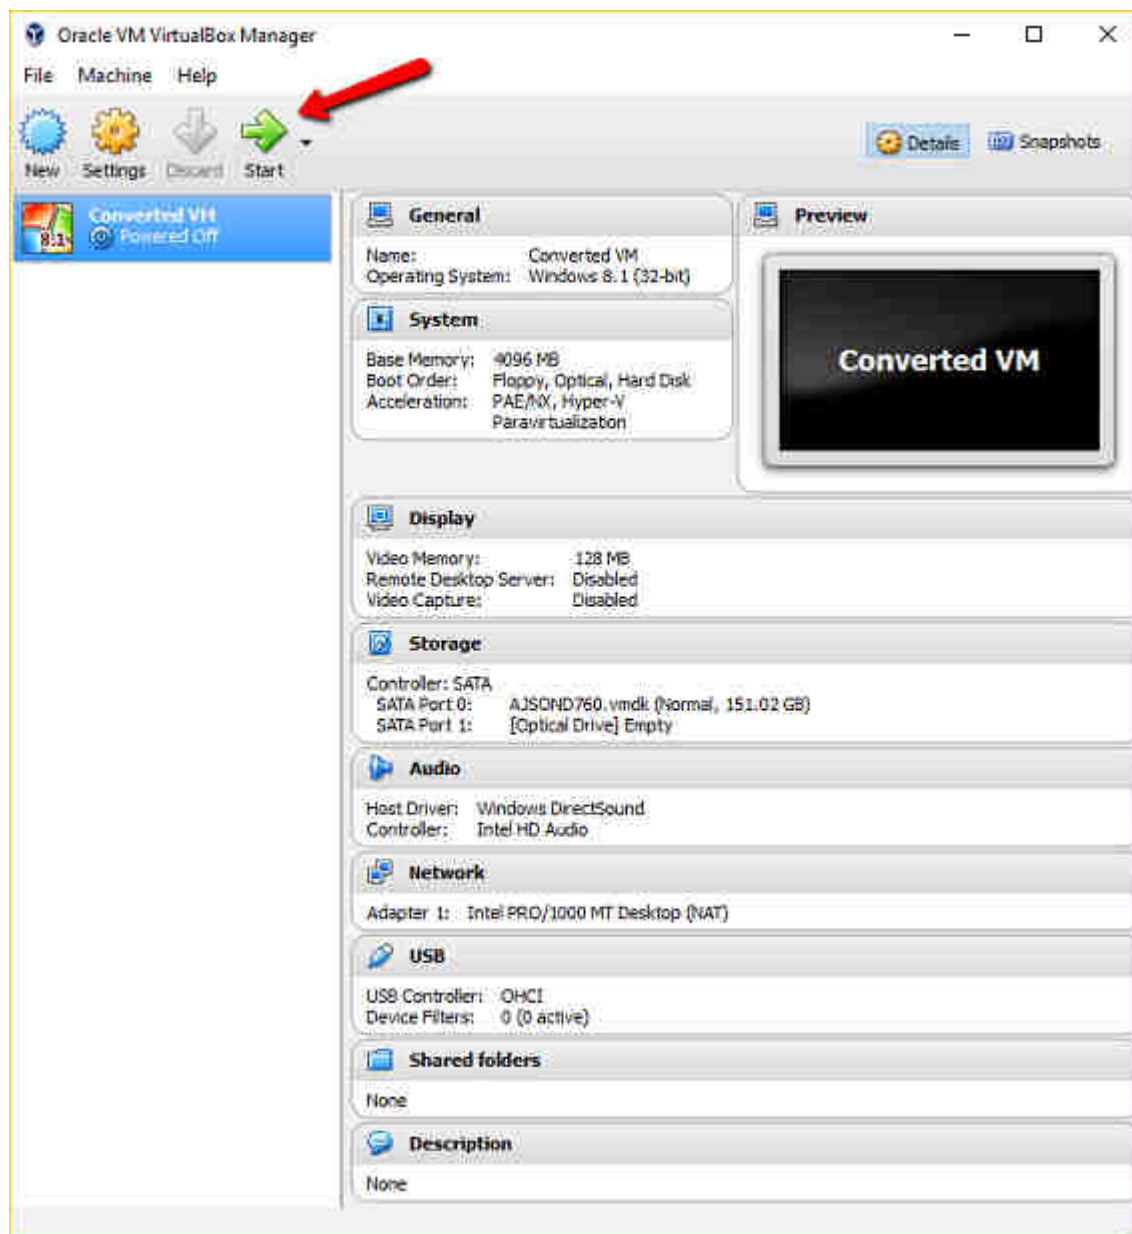 Oracle VM VirtualBox Manager
File Machine Help
New Settings Discard Start
Details Snapshots
8.1
Converted VM
Powered Off
General
Name: Converted VM
Operating System: Windows 8.1 (32-bit)
System
Base Memory: 4096 MB
Boot Order: Floppy, Optical, Hard Disk
Acceleration: PAE/NX, Hyper-V
Paravirtualization
Preview
Converted VM
Display
Video Memory: 128 MB
Remote Desktop Server: Disabled
Video Capture: Disabled
Storage
Controller: SATA
SATA Port 0: AJSOND760.vmdk (Normal, 151.02 GB)
SATA Port 1: [Optical Drive] Empty
Audio
Host Driver: Windows DirectSound
Controller: Intel HD Audio
Network
Adapter 1: Intel PRO/1000 MT Desktop (NAT)
USB
USB Controller: OHCI
Device Filters: 0 (0 active)
Shared folders
None
Description
None